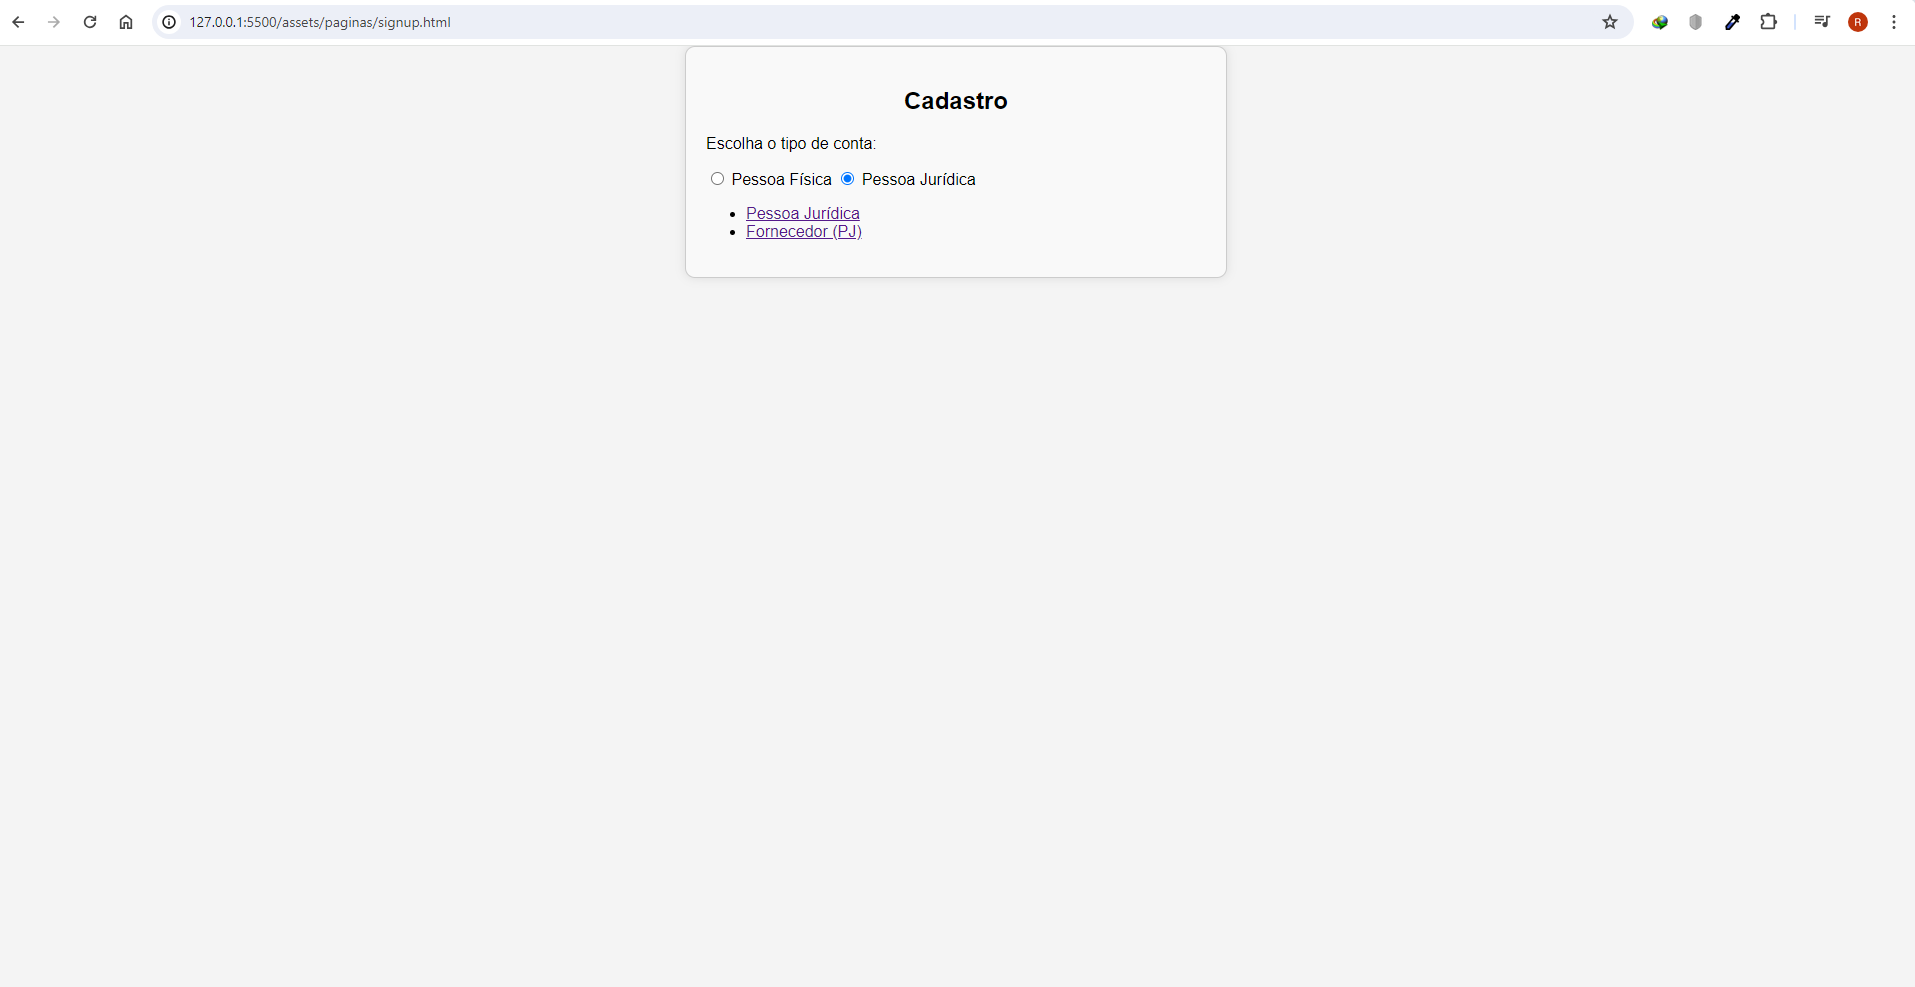 127.0.0.1:5500/assets/paginas/signup.html
R
Cadastro
Escolha o tipo de conta:
Pessoa Física Pessoa Jurídica
Pessoa Jurídica
Fornecedor (PJ)